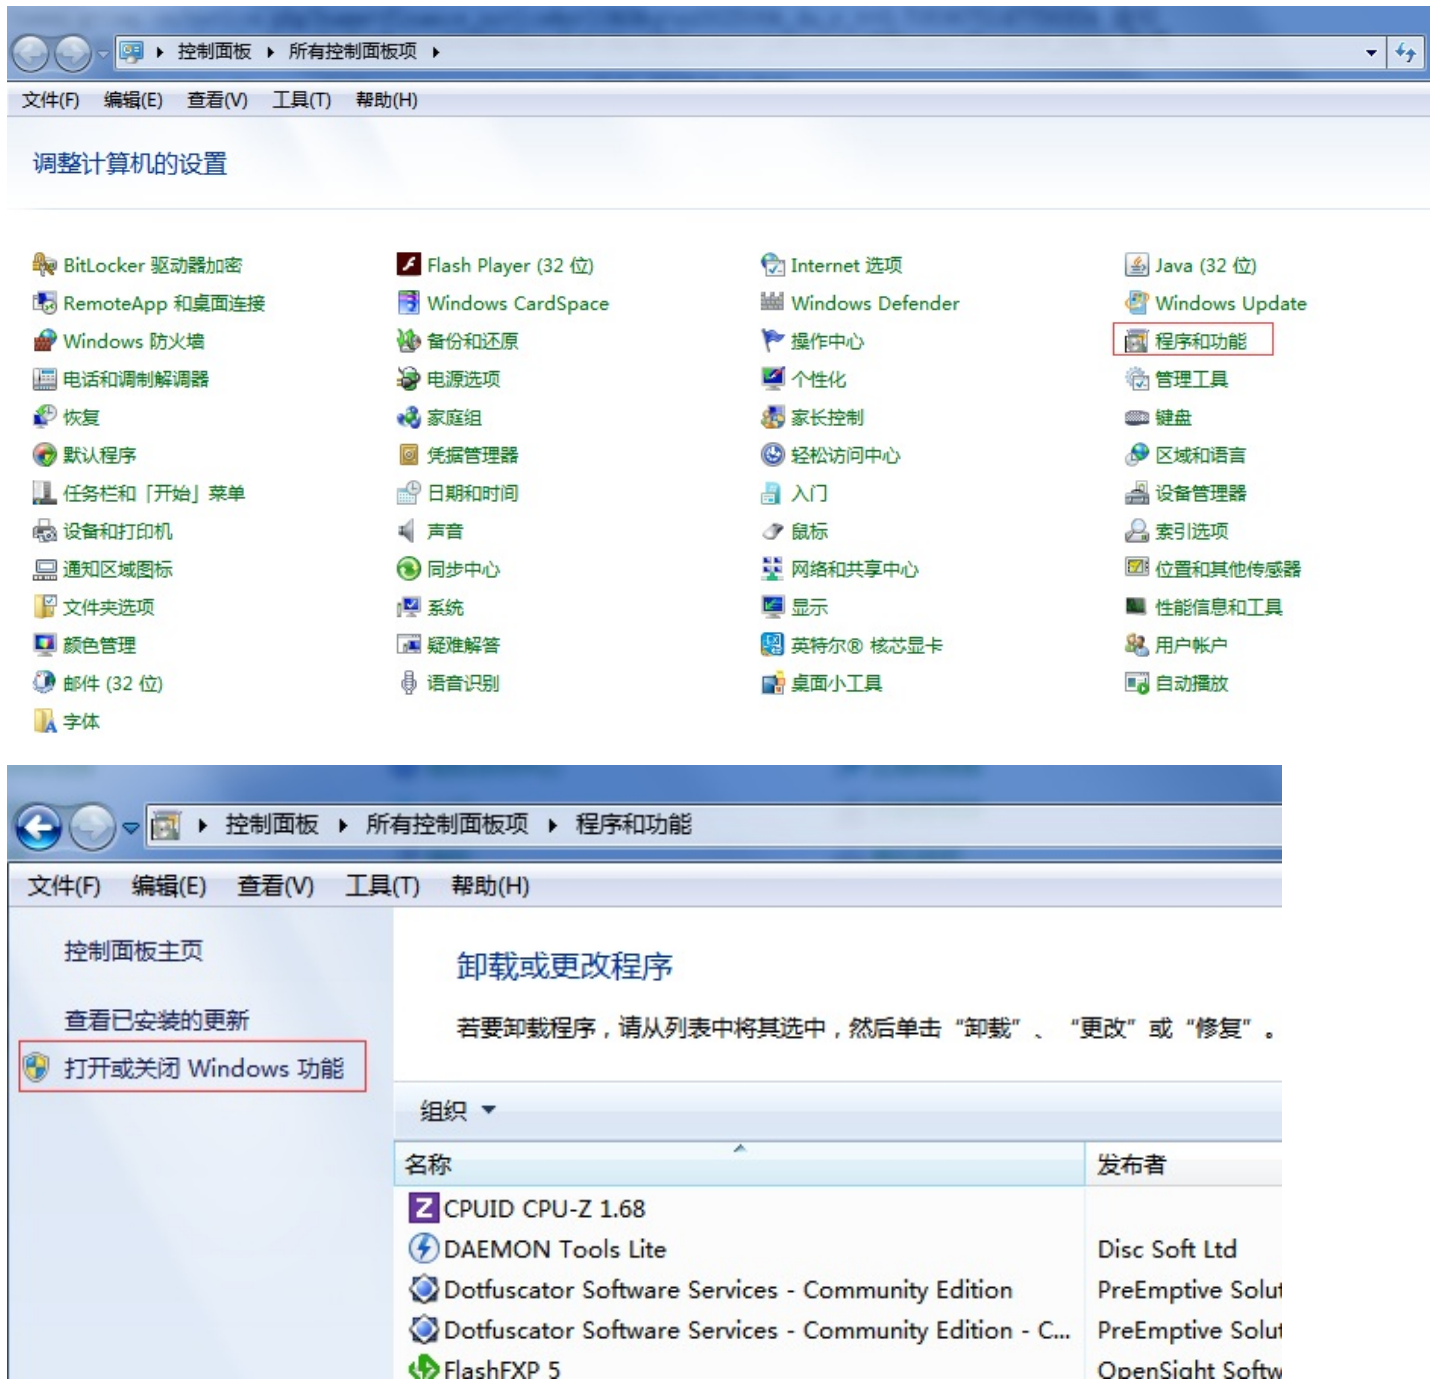 控制面板 所有控制面板项
文件(F) 编辑(E) 查看(V) 工具(T) 帮助(H)
调整计算机的设置
BitLocker 驱动器加密 Flash Player (32 位) Internet 选项 Java (32 位)
RemoteApp 和桌面连接 Windows CardSpace Windows Defender Windows Update
Windows 防火墙 备份和还原 操作中心 程序和功能
电话和调制解调器 电源选项 个性化 管理工具
恢复 家庭组 家长控制 键盘
默认程序 凭据管理器 轻松访问中心 区域和语言
任务栏和「开始」菜单 日期和时间 入门 设备管理器
设备和打印机 声音 鼠标 索引选项
通知区域图标 同步中心 网络和共享中心 位置和其他传感器
文件夹选项 系统 显示 性能信息和工具
颜色管理 疑难解答 英特尔® 核芯显卡 用户帐户
邮件 (32 位) 语音识别 桌面小工具 自动播放
字体
控制面板 所有控制面板项 程序和功能
文件(F) 编辑(E) 查看(V) 工具(T) 帮助(H)
控制面板主页
卸载或更改程序
查看已安装的更新
若要卸载程序，请从列表中将其选中，然后单击“卸载”、“更改”或“修复”。
打开或关闭 Windows 功能
组织
名称 发布者
CPUID CPU-Z 1.68
DAEMON Tools Lite Disc Soft Ltd
Dotfuscator Software Services - Community Edition PreEmptive Solut
Dotfuscator Software Services - Community Edition - C... PreEmptive Solut
FlashFXP 5 OpenSight Softw